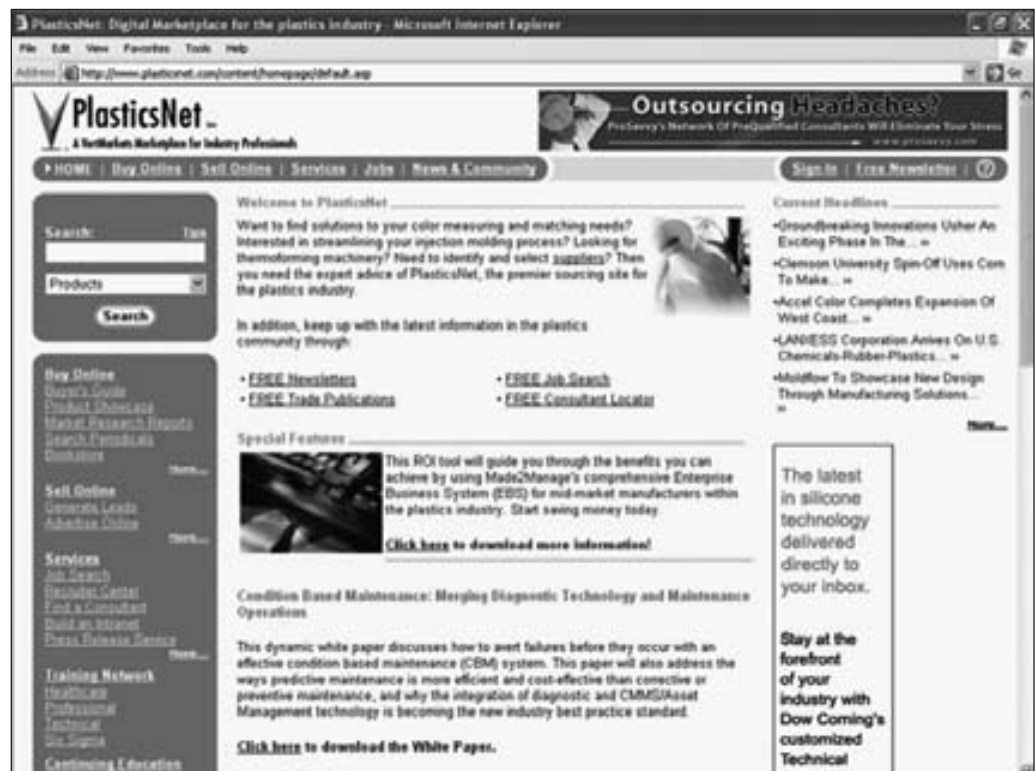 PlasticsNet: Digital Marketplace for the plastics industry - Microsoft Internet Explorer
File Edit View Favorites Tools Help
Address http://www.plasticsnet.com/content/homepage/default.asp Go
PlasticsNet
A NetMarkets Marketplace for Industry Professionals
Outsourcing Headaches?
ProSavvy's Network Of PreQualified Consultants Will Eliminate Your Stress
www.prosavvy.com
HOME | Buy Online | Sell Online | Services | Jobs | News & Community
Sign In | Free Newsletter | ?
Search: Tips
Products
Search
Buy Online
Buyer's Guide
Product Showcase
Market Research Reports
Search Periodicals
Bookstore
More...
Sell Online
Generate Leads
Advertise Online
More...
Services
Job Search
Recruiter Center
Find a Consultant
Build an Intranet
Press Release Service
More...
Training Network
Healthcare
Professional
Technical
Six Sigma
Continuing Education
Welcome to PlasticsNet
Want to find solutions to your color measuring and matching needs?
Interested in streamlining your injection molding process? Looking for
thermoforming machinery? Need to identify and select suppliers? Then
you need the expert advice of PlasticsNet, the premier sourcing site for
the plastics industry.
In addition, keep up with the latest information in the plastics
community through:
• FREE Newsletters
• FREE Job Search
• FREE Trade Publications
• FREE Consultant Locator
Special Features
This ROI tool will guide you through the benefits you can
achieve by using Made2Manage's comprehensive Enterprise
Business System (EBS) for mid-market manufacturers within
the plastics industry. Start saving money today.
Click here to download more information!
Condition Based Maintenance: Merging Diagnostic Technology and Maintenance
Operations
This dynamic white paper discusses how to avert failures before they occur with an
effective condition based maintenance (CBM) system. This paper will also address the
ways predictive maintenance is more efficient and cost-effective than corrective or
preventive maintenance, and why the integration of diagnostic and CMMS/Asset
Management technology is becoming the new industry best practice standard.
Click here to download the White Paper.
Current Headlines
•Groundbreaking Innovations Usher An
Exciting Phase In The... »
•Clemson University Spin-Off Uses Corn
To Make... »
•Accel Color Completes Expansion Of
West Coast... »
•LANXESS Corporation Arrives On U.S.
Chemicals-Rubber-Plastics... »
•Moldflow To Showcase New Design
Through Manufacturing Solutions...
»
More...
The latest
in silicone
technology
delivered
directly to
your inbox.
Stay at the
forefront
of your
industry with
Dow Corning's
customized
Technical